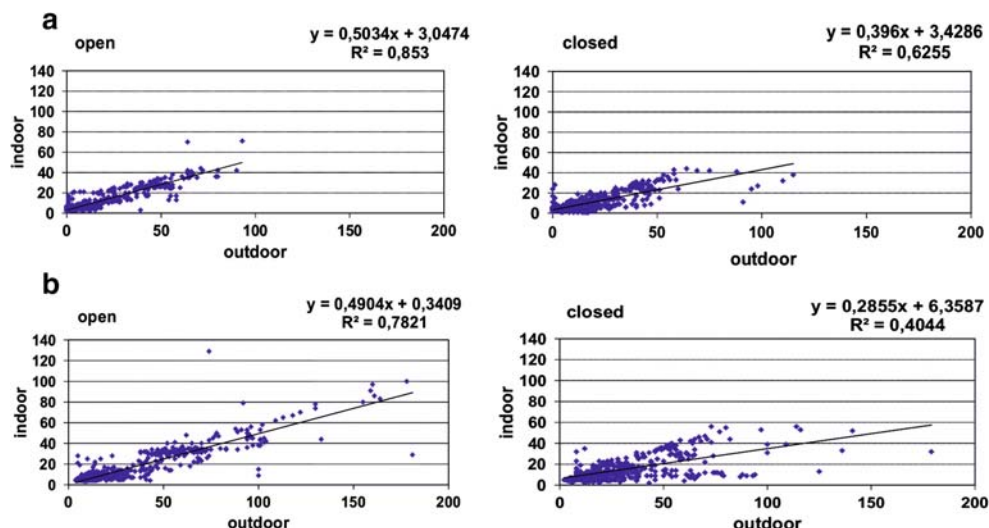 a
open
y = 0,5034x + 3,0474
R² = 0,853
140
120
100
80
60
40
20
0
indoor
0 50 100 150 200
outdoor
closed
y = 0,396x + 3,4286
R² = 0,6255
140
120
100
80
60
40
20
0
indoor
0 50 100 150 200
outdoor
b
open
y = 0,4904x + 0,3409
R² = 0,7821
140
120
100
80
60
40
20
0
indoor
0 50 100 150 200
outdoor
closed
y = 0,2855x + 6,3587
R² = 0,4044
140
120
100
80
60
40
20
0
indoor
0 50 100 150 200
outdoor